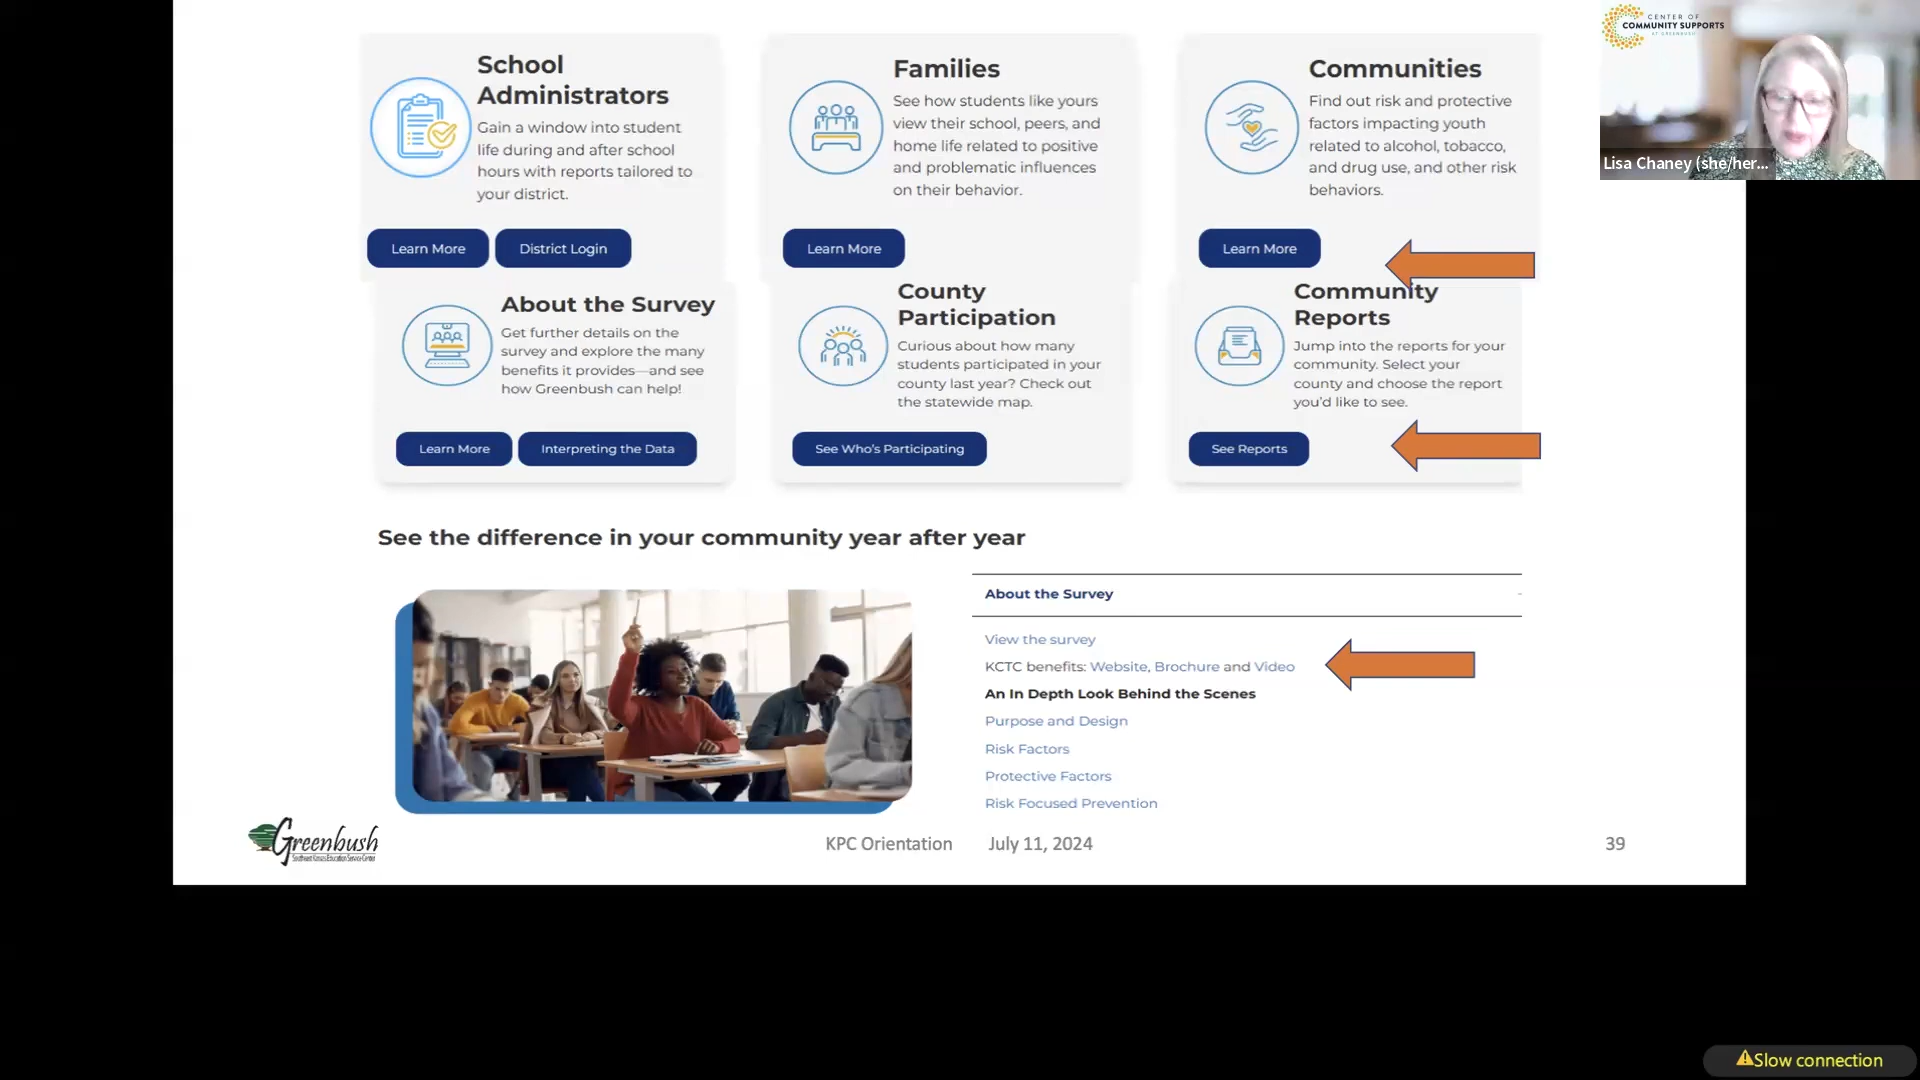 School
Administrators
Gain a window into student
life during and after school
hours with reports tailored to
your district.
Learn More
District Login
Families
See how students like yours
view their school, peers, and
home life related to positive
and problematic influences
on their behavior.
Learn More
Communities
Find out risk and protective
factors impacting youth
related to alcohol, tobacco,
and drug use, and other risk
behaviors.
Learn More
About the Survey
Get further details on the
survey and explore the many
benefits it provides—and see
how Greenbush can help!
Learn More
Interpreting the Data
County
Participation
Curious about how many
students participated in your
county last year? Check out
the statewide map.
See Who's Participating
Community
Reports
Jump into the reports for your
community. Select your
county and choose the report
you'd like to see.
See Reports
See the difference in your community year after year
About the Survey
View the survey
KCTC benefits: Website, Brochure and Video
An In Depth Look Behind the Scenes
Purpose and Design
Risk Factors
Protective Factors
Risk Focused Prevention
Greenbush
Southeast Kansas Education Service Center
KPC Orientation
July 11, 2024
39
CENTER OF
COMMUNITY SUPPORTS
AT GREENBUSH
Lisa Chaney (she/her...
Slow connection